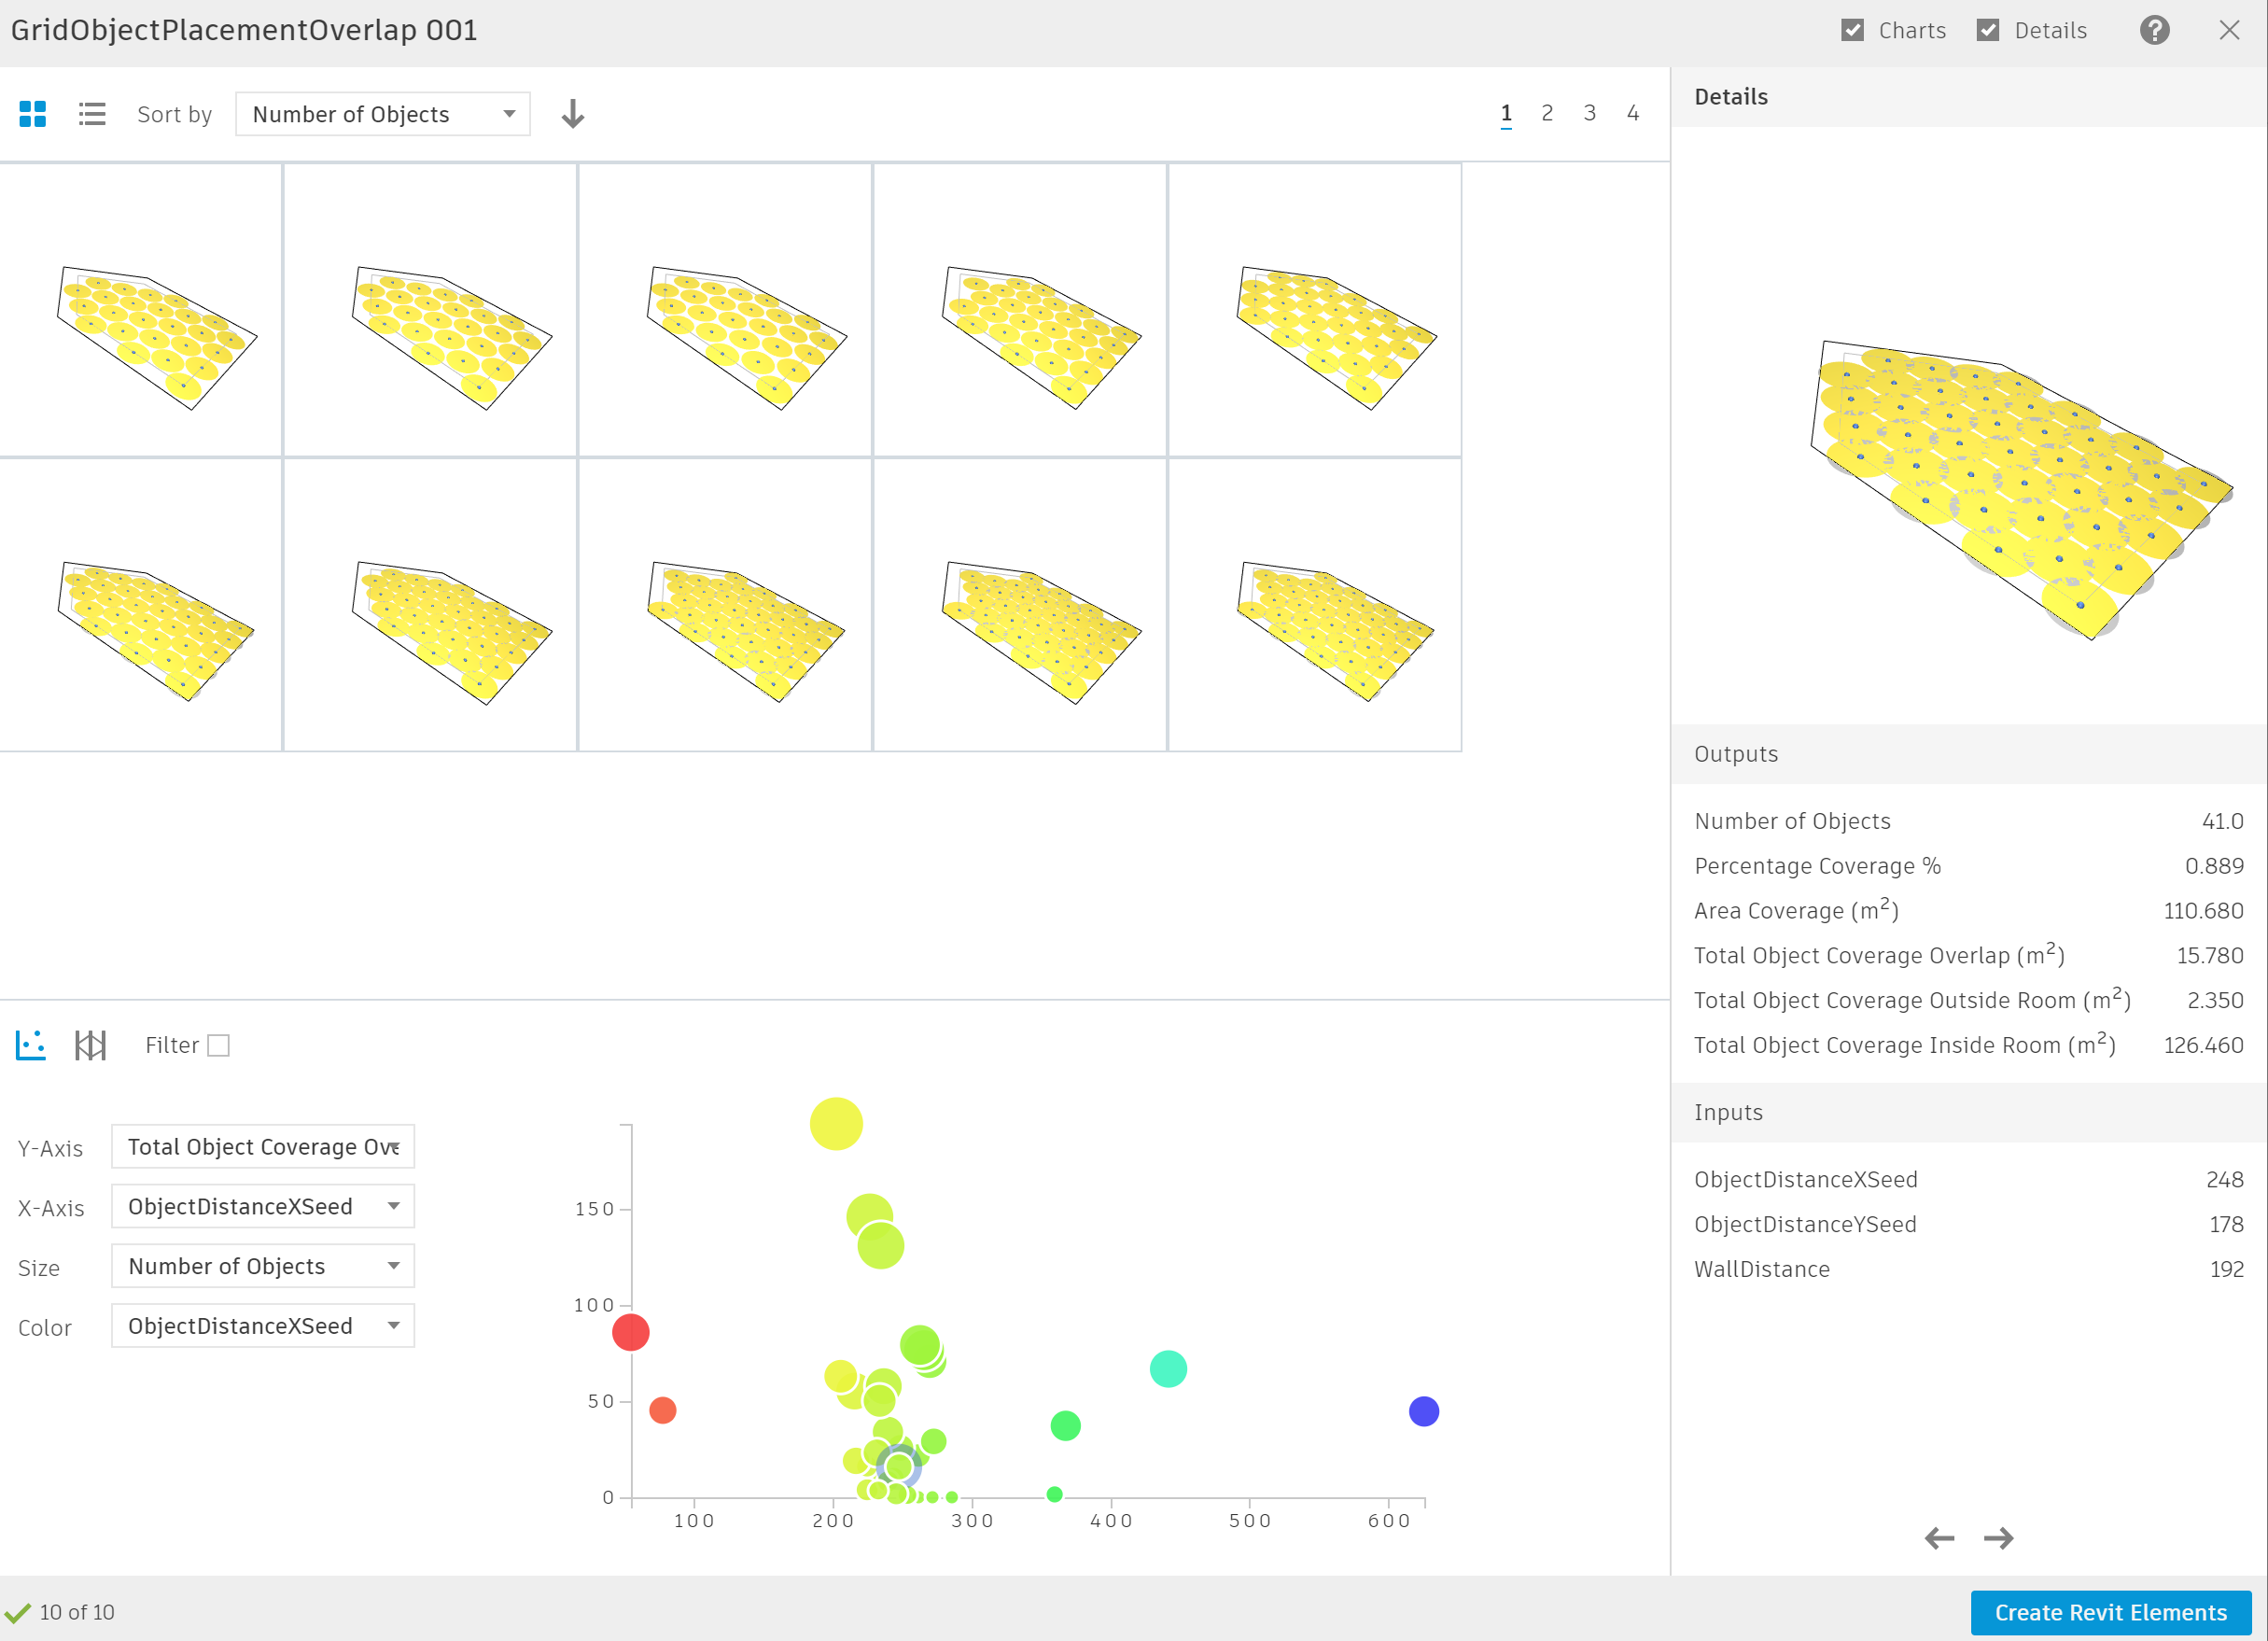 GridObjectPlacementOverlap 001
Charts Details ?
Sort by Number of Objects 1 2 3 4
Details
Outputs
Number of Objects 41.0
Percentage Coverage % 0.889
Area Coverage (m²) 110.680
Total Object Coverage Overlap (m²) 15.780
Total Object Coverage Outside Room (m²) 2.350
Total Object Coverage Inside Room (m²) 126.460
Inputs
ObjectDistanceXSeed 248
ObjectDistanceYSeed 178
WallDistance 192
Filter
Y-Axis Total Object Coverage Ove
X-Axis ObjectDistanceXSeed
Size Number of Objects
Color ObjectDistanceXSeed
150
100
50
0
100 200 300 400 500 600
10 of 10
Create Revit Elements